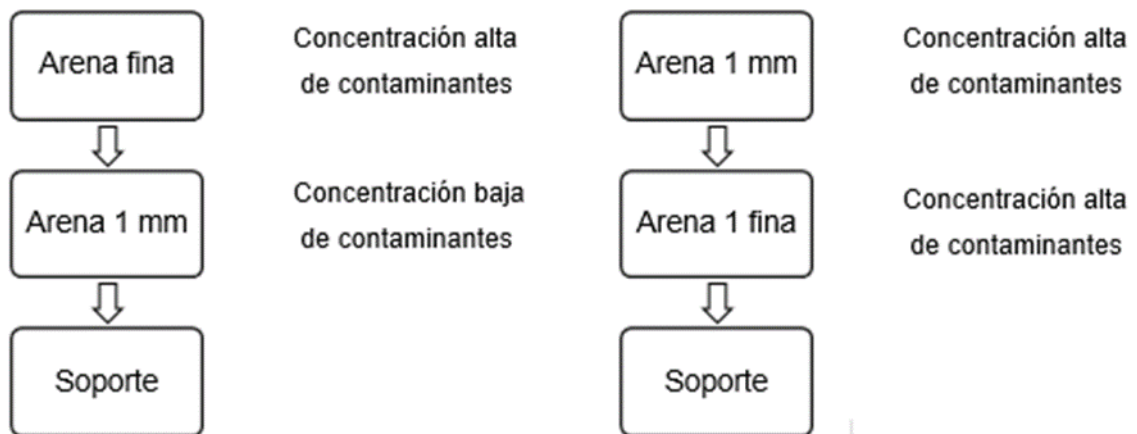 Arena fina
Concentración alta
de contaminantes
Arena 1 mm
Concentración baja
de contaminantes
Soporte
Arena 1 mm
Concentración alta
de contaminantes
Arena 1 fina
Concentración alta
de contaminantes
Soporte